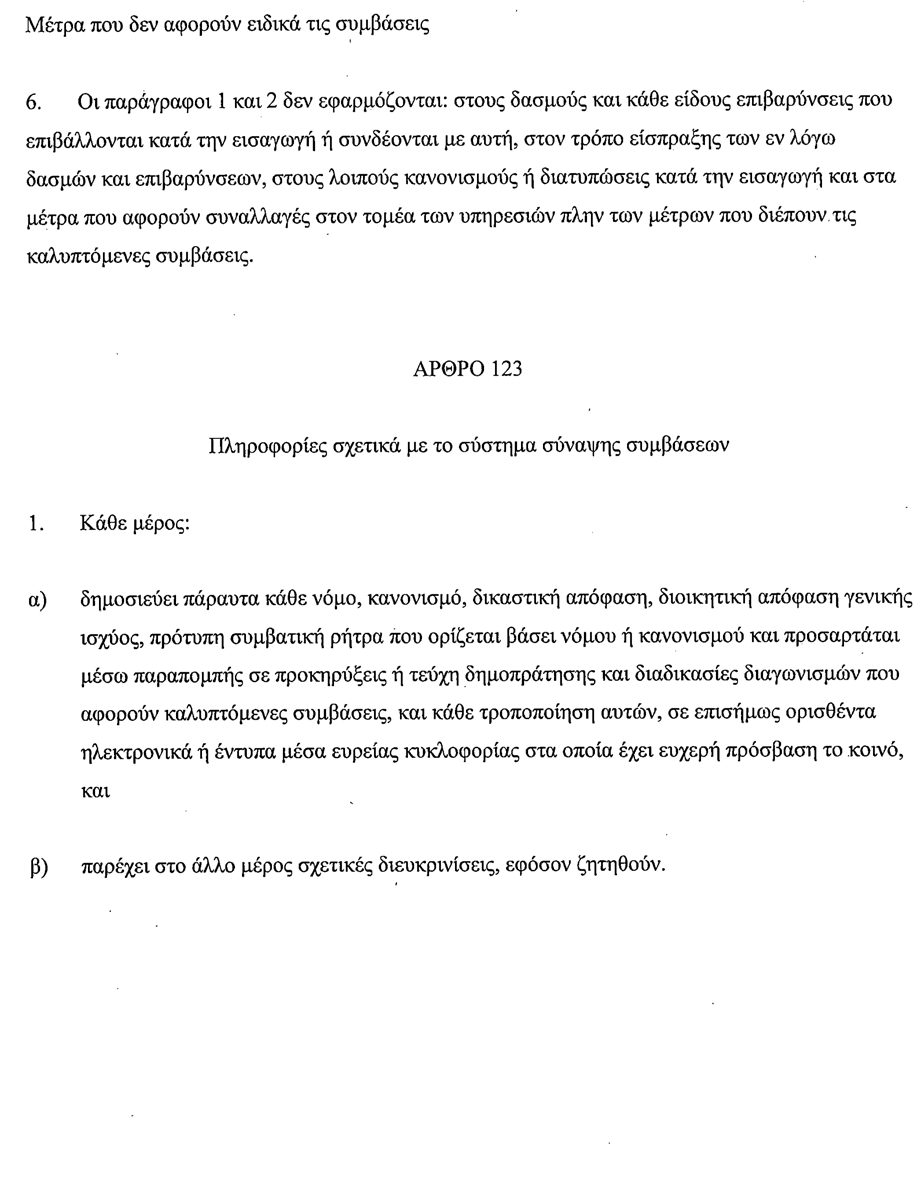 Μέτρα που δεν αφορούν ειδικά τις συμβάσεις
6. Οι παράγραφοι 1 και 2 δεν εφαρμόζονται: στους δασμούς και κάθε είδους επιβαρύνσεις που
επιβάλλονται κατά την εισαγωγή ή συνδέονται με αυτή, στον τρόπο είσπραξης των εν λόγω
δασμών και επιβαρύνσεων, στους λοιπούς κανονισμούς ή διατυπώσεις κατά την εισαγωγή και στα
μέτρα που αφορούν συναλλαγές στον τομέα των υπηρεσιών πλην των μέτρων που διέπουν τις
καλυπτόμενες συμβάσεις.
ΑΡΘΡΟ 123
Πληροφορίες σχετικά με το σύστημα σύναψης συμβάσεων
1. Κάθε μέρος:
α) δημοσιεύει πάραυτα κάθε νόμο, κανονισμό, δικαστική απόφαση, διοικητική απόφαση γενικής
ισχύος, πρότυπη συμβατική ρήτρα που ορίζεται βάσει νόμου ή κανονισμού και προσαρτάται
μέσω παραπομπής σε προκηρύξεις ή τεύχη δημοπράτησης και διαδικασίες διαγωνισμών που
αφορούν καλυπτόμενες συμβάσεις, και κάθε τροποποίηση αυτών, σε επισήμως ορισθέντα
ηλεκτρονικά ή έντυπα μέσα ευρείας κυκλοφορίας στα οποία έχει ευχερή πρόσβαση το κοινό,
και
β) παρέχει στο άλλο μέρος σχετικές διευκρινίσεις, εφόσον ζητηθούν.